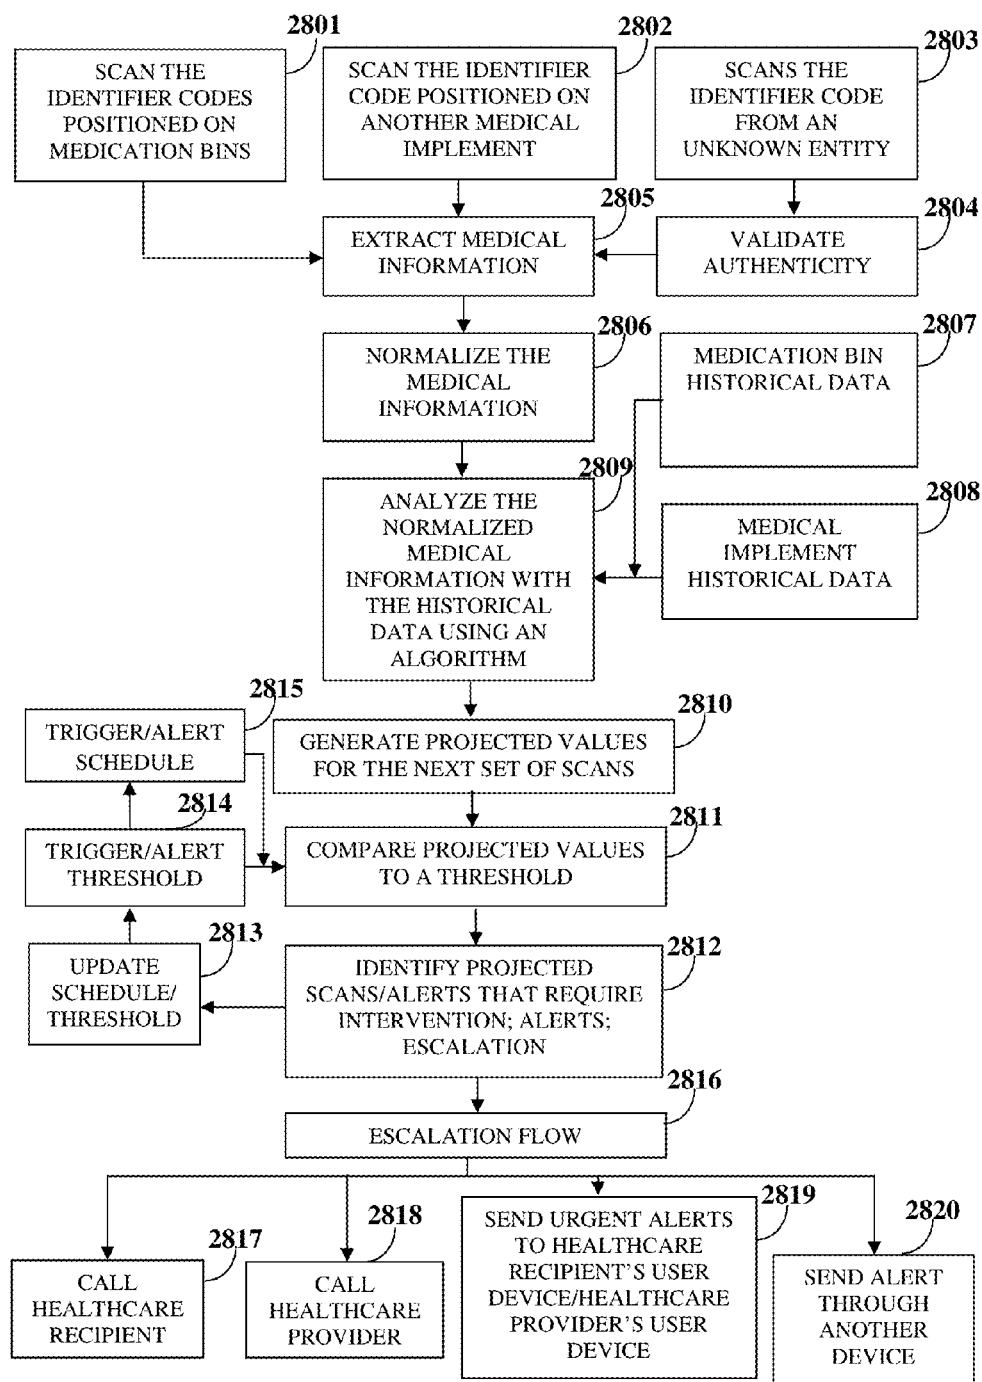 2801
SCAN THE
IDENTIFIER CODES
POSITIONED ON
MEDICATION BINS
2802
SCAN THE IDENTIFIER
CODE POSITIONED ON
ANOTHER MEDICAL
IMPLEMENT
2803
SCANS THE
IDENTIFIER CODE
FROM AN
UNKNOWN ENTITY
2805
EXTRACT MEDICAL
INFORMATION
2804
VALIDATE
AUTHENTICITY
2806
NORMALIZE THE
MEDICAL
INFORMATION
2807
MEDICATION BIN
HISTORICAL DATA
2809
ANALYZE THE
NORMALIZED
MEDICAL
INFORMATION WITH
THE HISTORICAL
DATA USING AN
ALGORITHM
2808
MEDICAL
IMPLEMENT
HISTORICAL DATA
2815
TRIGGER/ALERT
SCHEDULE
2810
GENERATE PROJECTED VALUES
FOR THE NEXT SET OF SCANS
2814
TRIGGER/ALERT
THRESHOLD
2811
COMPARE PROJECTED VALUES
TO A THRESHOLD
2813
UPDATE
SCHEDULE/
THRESHOLD
2812
IDENTIFY PROJECTED
SCANS/ALERTS THAT REQUIRE
INTERVENTION; ALERTS;
ESCALATION
2816
ESCALATION FLOW
2817
CALL
HEALTHCARE
RECIPIENT
2818
CALL
HEALTHCARE
PROVIDER
2819
SEND URGENT ALERTS
TO HEALTHCARE
RECIPIENT'S USER
DEVICE/HEALTHCARE
PROVIDER'S USER
DEVICE
2820
SEND ALERT
THROUGH
ANOTHER
DEVICE